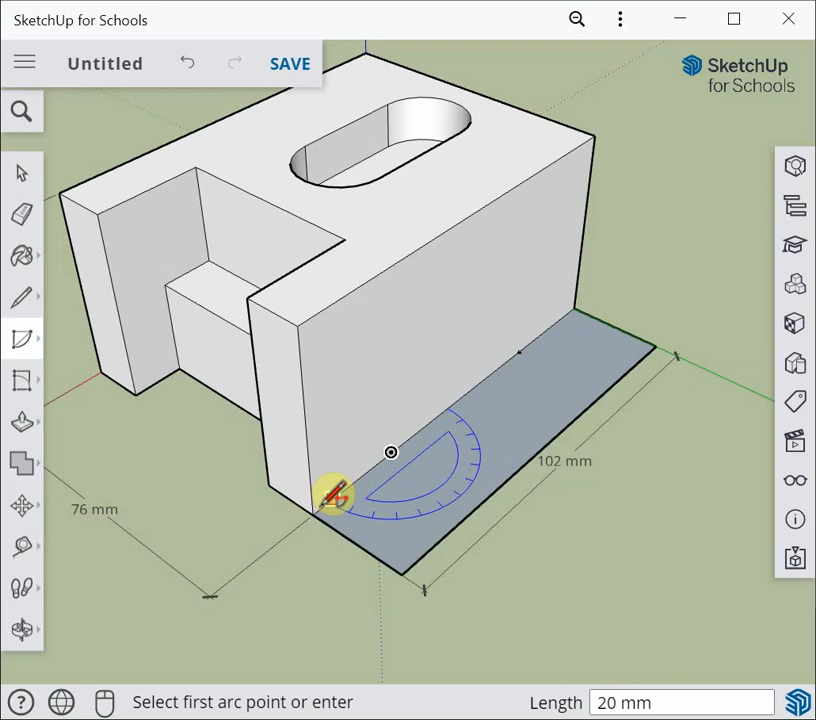 SketchUp for Schools
Untitled
SAVE
SketchUp
for Schools
102 mm
76 mm
?
Select first arc point or enter
Length
20 mm